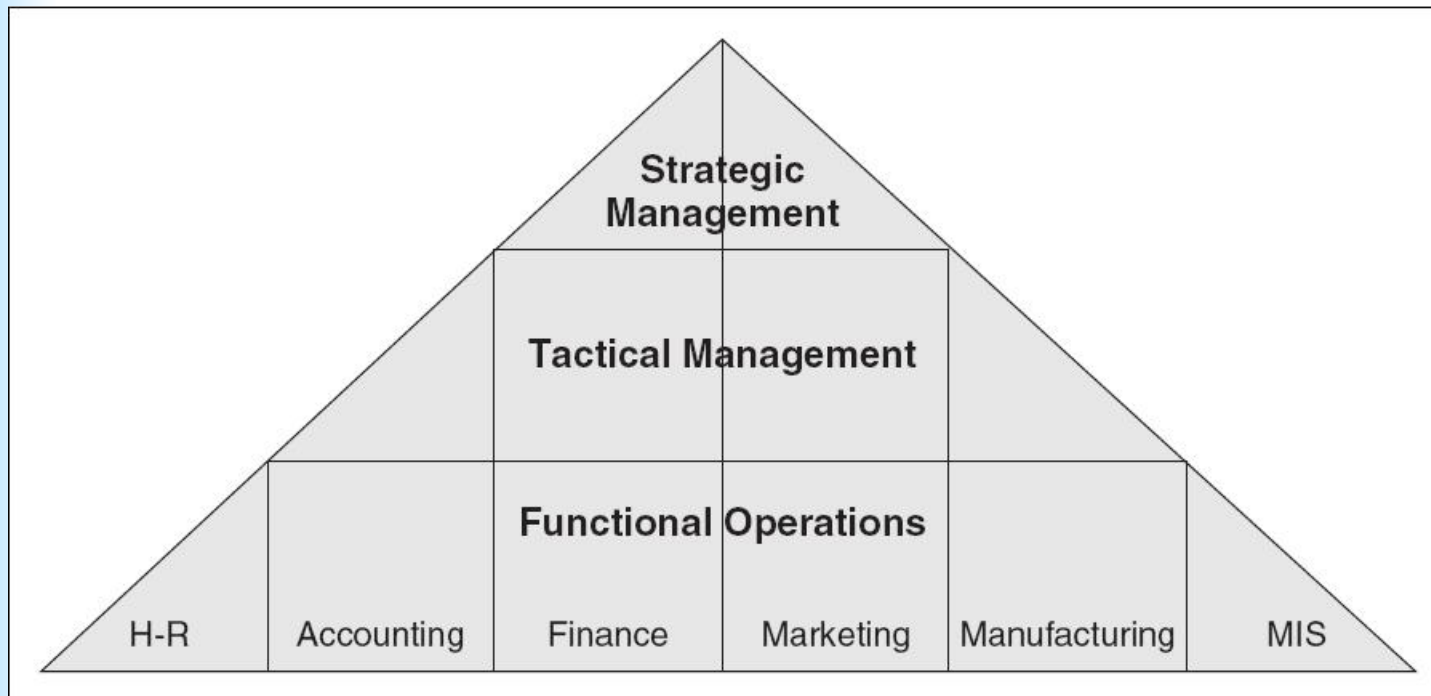 Strategic
Management
Tactical Management
Functional Operations
H-R Accounting Finance Marketing Manufacturing MIS